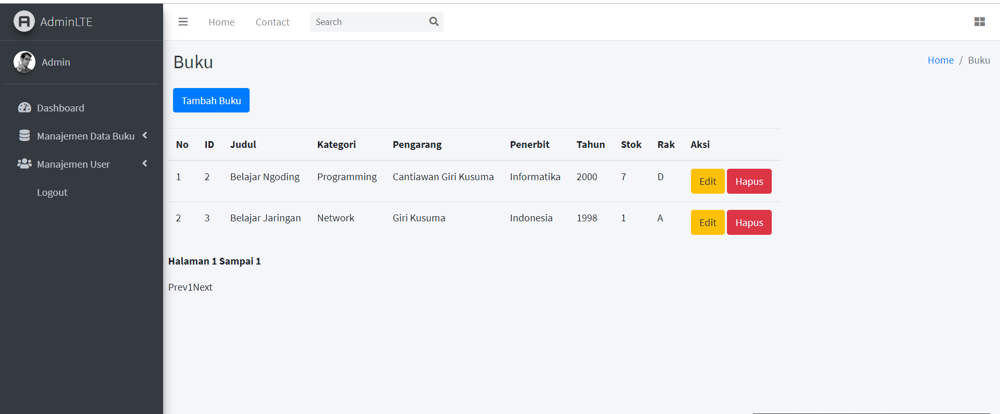 AdminLTE
Home
Contact
Search
Admin
Buku
Home / Buku
Tambah Buku
Dashboard
Manajemen Data Buku
Manajemen User
Logout
No ID Judul Kategori Pengarang Penerbit Tahun Stok Rak Aksi
1 2 Belajar Ngoding Programming Cantiawan Giri Kusuma Informatika 2000 7 D Edit Hapus
2 3 Belajar Jaringan Network Giri Kusuma Indonesia 1998 1 A Edit Hapus
Halaman 1 Sampai 1
Prev1Next